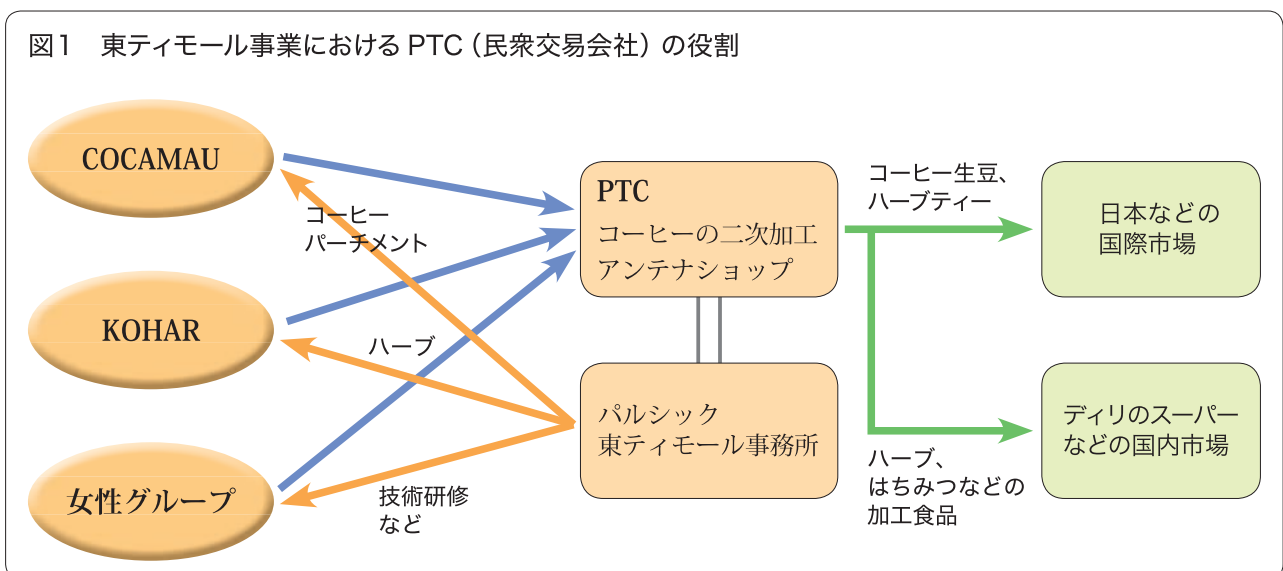 図1　東ティモール事業におけるPTC（民衆交易会社）の役割
COCAMAU
KOHAR
女性グループ
コーヒー
パーチメント
ハーブ
技術研修
など
PTC
コーヒーの二次加工
アンテナショップ
パルシック
東ティモール事務所
コーヒー生豆、
ハーブティー
ハーブ、
はちみつなどの
加工食品
日本などの
国際市場
ディリのスーパー
などの国内市場